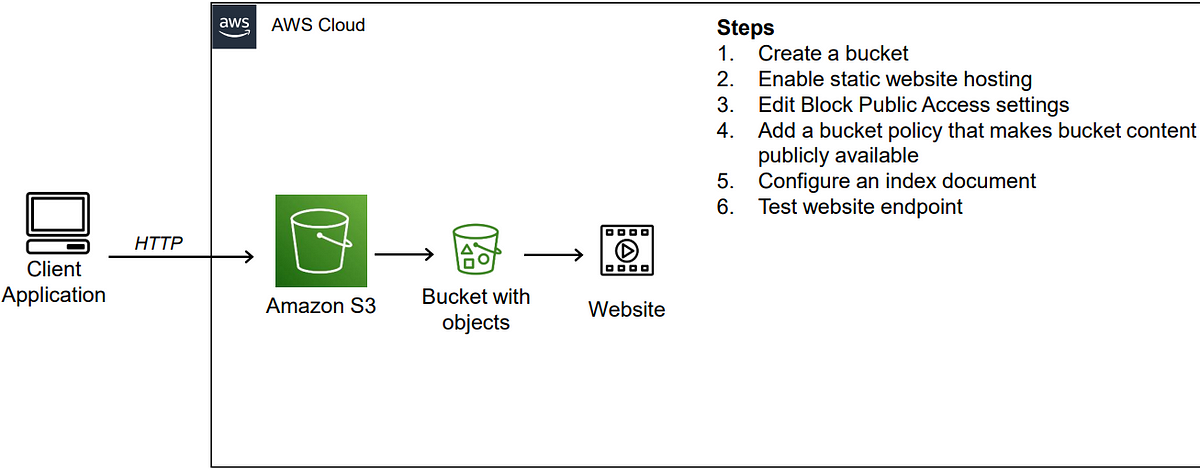 aws
AWS Cloud
Steps
1. Create a bucket
2. Enable static website hosting
3. Edit Block Public Access settings
4. Add a bucket policy that makes bucket content
publicly available
5. Configure an index document
6. Test website endpoint
HTTP
Client
Application
Amazon S3
Bucket with
objects
Website